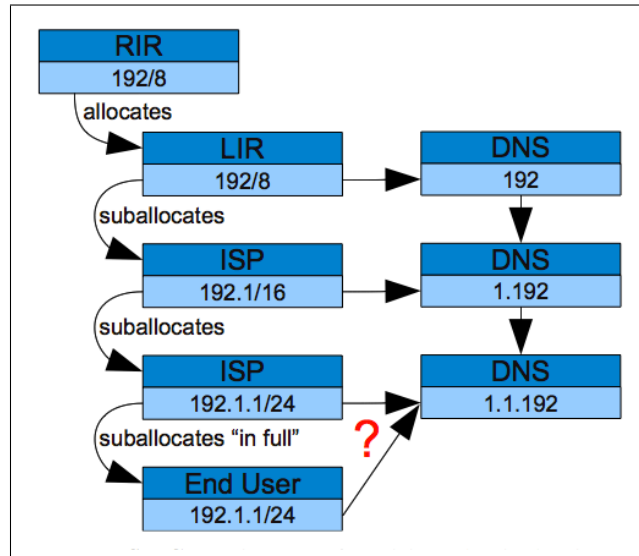 RIR
192/8
allocates
LIR
192/8
DNS
192
suballocates
ISP
192.1/16
DNS
1.192
suballocates
ISP
192.1.1/24
DNS
1.1.192
suballocates “in full”
?
End User
192.1.1/24